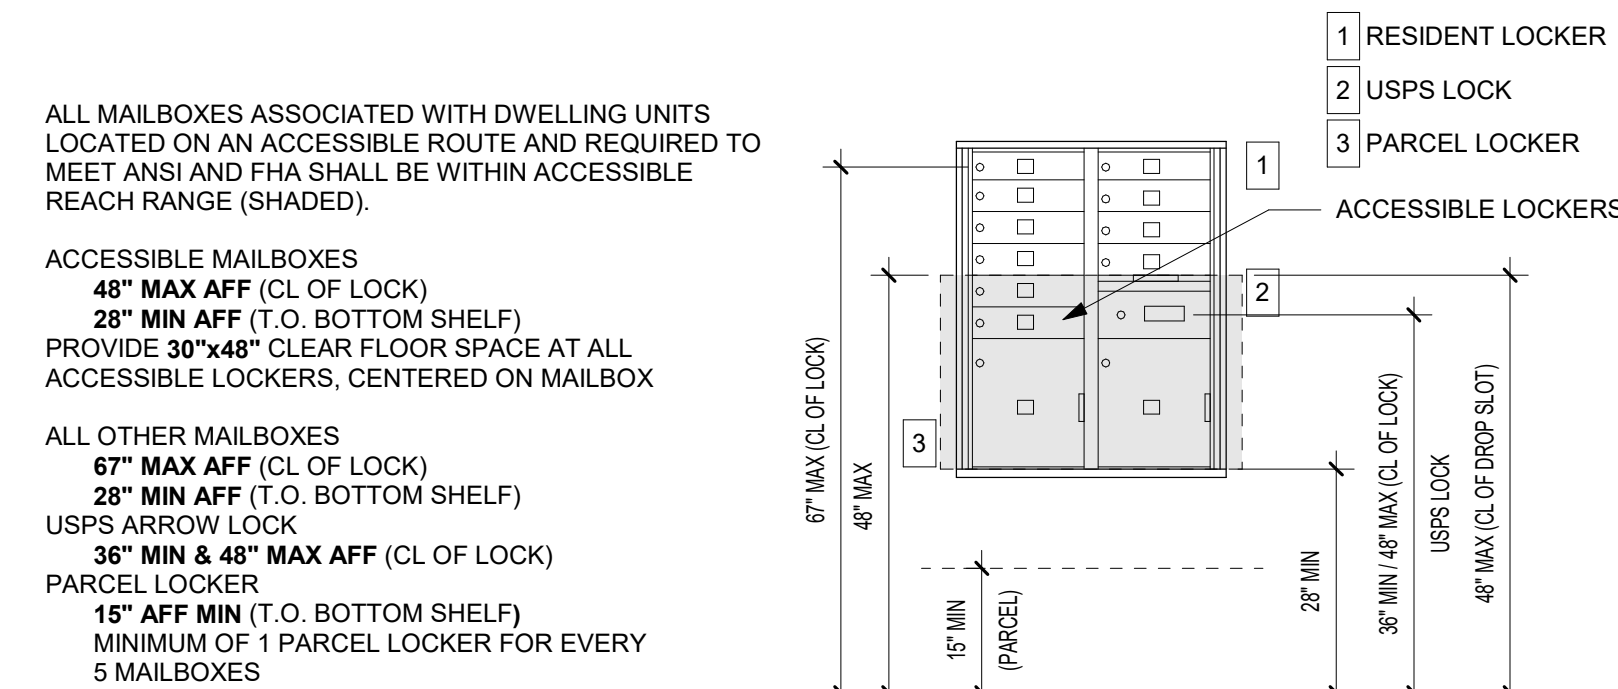 ALL MAILBOXES ASSOCIATED WITH DWELLING UNITS
LOCATED ON AN ACCESSIBLE ROUTE AND REQUIRED TO
MEET ANSI AND FHA SHALL BE WITHIN ACCESSIBLE
REACH RANGE (SHADED).
ACCESSIBLE MAILBOXES
48" MAX AFF (CL OF LOCK)
28" MIN AFF (T.O. BOTTOM SHELF)
PROVIDE 30"x48" CLEAR FLOOR SPACE AT ALL
ACCESSIBLE LOCKERS, CENTERED ON MAILBOX
ALL OTHER MAILBOXES
67" MAX AFF (CL OF LOCK)
28" MIN AFF (T.O. BOTTOM SHELF)
USPS ARROW LOCK
36" MIN & 48" MAX AFF (CL OF LOCK)
PARCEL LOCKER
15" AFF MIN (T.O. BOTTOM SHELF)
MINIMUM OF 1 PARCEL LOCKER FOR EVERY
5 MAILBOXES
1 RESIDENT LOCKER
2 USPS LOCK
3 PARCEL LOCKER
1
ACCESSIBLE LOCKERS
2
3
67" MAX (CL OF LOCK)
48" MAX
15" MIN
(PARCEL)
28" MIN
36" MIN / 48" MAX (CL OF LOCK)
USPS LOCK
48" MAX (CL OF DROP SLOT)